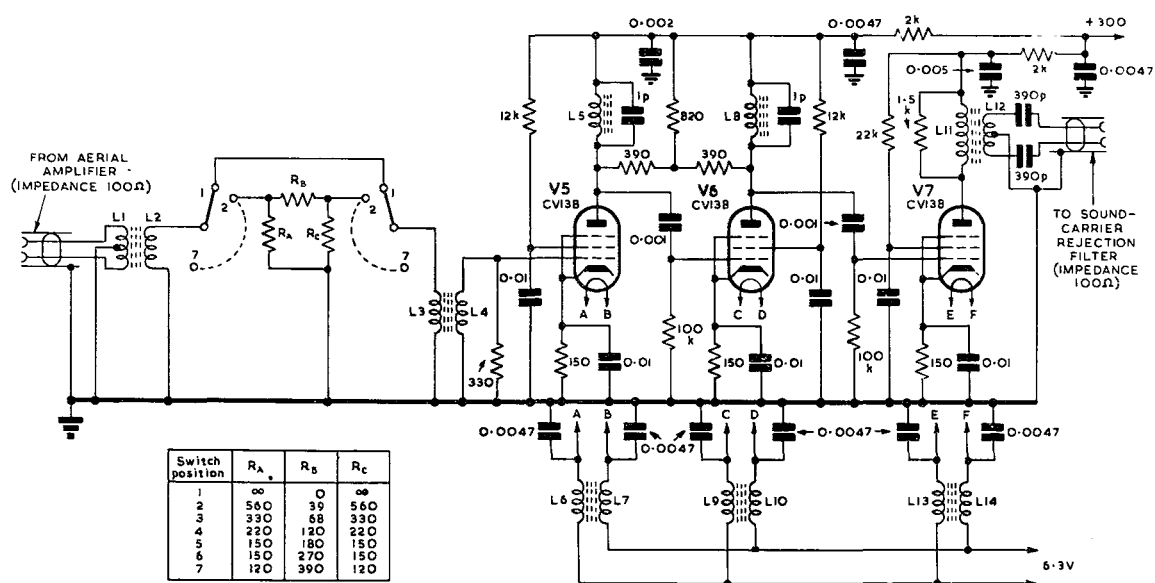 0·002
0·0047
2k
+300
0·005
2k
0·0047
12k
L5
1p
820
L8
1p
12k
22k
1·5
k
L11
L12
390p
390p
390
390
FROM AERIAL
AMPLIFIER
(IMPEDANCE 100Ω)
L1
L2
1
2
7
RB
RA
RC
1
2
7
V5
CV138
V6
CV138
V7
CV138
0·001
0·001
TO SOUND-
CARRIER
REJECTION
FILTER
(IMPEDANCE
100Ω)
L3
L4
330
0·01
A
B
150
0·01
100
k
C
D
150
0·01
0·01
100
k
0·01
E
F
150
0·01
A
B
C
D
E
F
0·0047
0·0047
0·0047
0·0047
L6
L7
L9
L10
L13
L14
6·3V
Switch position RA RB RC
1 ∞ 0 ∞
2 560 39 560
3 330 68 330
4 220 120 220
5 150 180 150
6 150 270 150
7 120 390 120